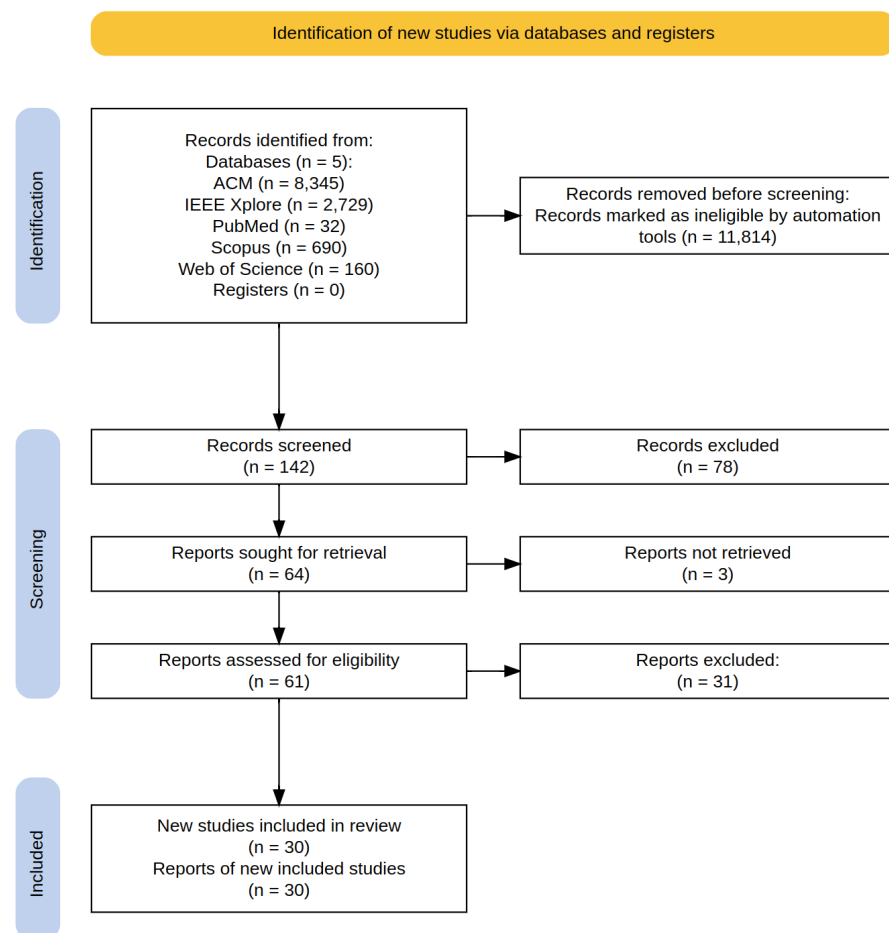 Identification of new studies via databases and registers
Identification
Records identified from:
Databases (n = 5):
ACM (n = 8,345)
IEEE Xplore (n = 2,729)
PubMed (n = 32)
Scopus (n = 690)
Web of Science (n = 160)
Registers (n = 0)
Records removed before screening:
Records marked as ineligible by automation
tools (n = 11,814)
Screening
Records screened
(n = 142)
Records excluded
(n = 78)
Reports sought for retrieval
(n = 64)
Reports not retrieved
(n = 3)
Reports assessed for eligibility
(n = 61)
Reports excluded:
(n = 31)
Included
New studies included in review
(n = 30)
Reports of new included studies
(n = 30)